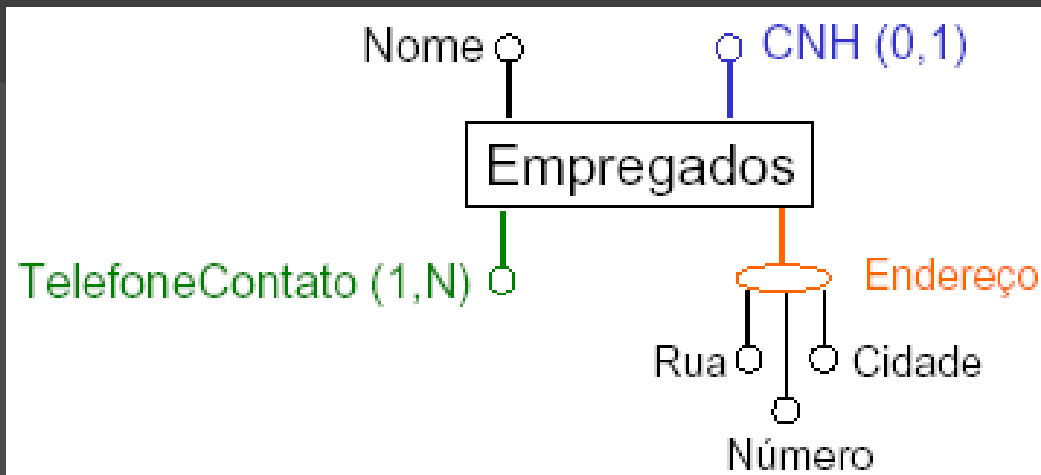 Nome
CNH (0,1)
Empregados
TelefoneContato (1,N)
Endereço
Rua
Cidade
Número